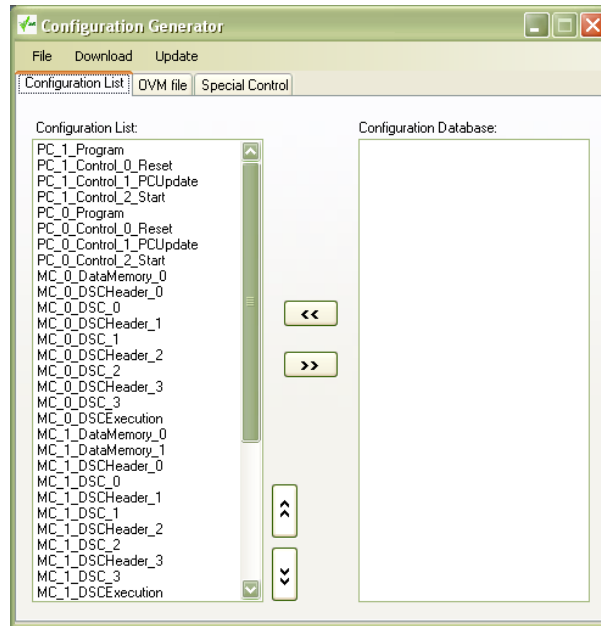 Configuration Generator
File Download Update
Configuration List OVM file Special Control
Configuration List: Configuration Database:
PC_1_Program
PC_1_Control_0_Reset
PC_1_Control_1_PCUpdate
PC_1_Control_2_Start
PC_0_Program
PC_0_Control_0_Reset
PC_0_Control_1_PCUpdate
PC_0_Control_2_Start
MC_0_DataMemory_0
MC_0_DSCHeader_0
MC_0_DSC_0
MC_0_DSCHeader_1
MC_0_DSC_1
MC_0_DSCHeader_2
MC_0_DSC_2
MC_0_DSCHeader_3
MC_0_DSC_3
MC_0_DSCExecution
MC_1_DataMemory_0
MC_1_DataMemory_1
MC_1_DSCHeader_0
MC_1_DSC_0
MC_1_DSCHeader_1
MC_1_DSC_1
MC_1_DSCHeader_2
MC_1_DSC_2
MC_1_DSCHeader_3
MC_1_DSC_3
MC_1_DSCExecution
<<
>>